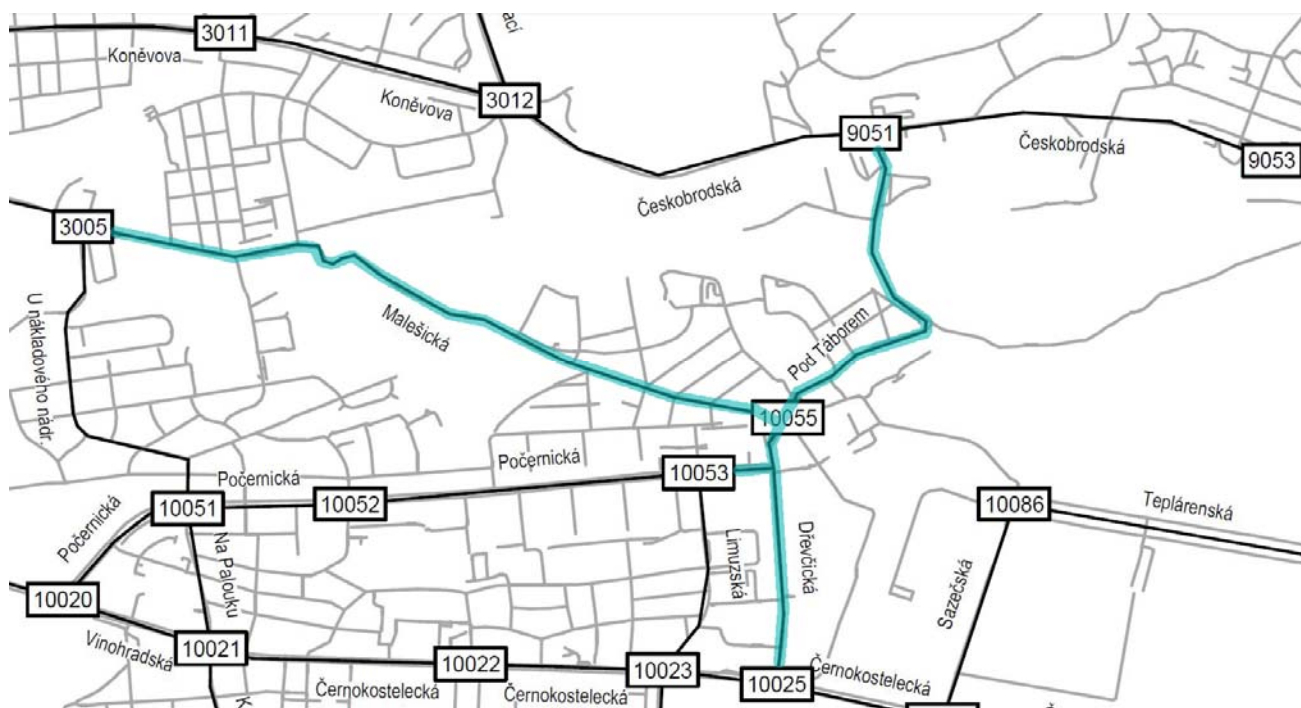 3011
Koněvova
ací
3012
Koněvova
9051
Českobrodská
9053
Českobrodská
3005
U nákladového nádr.
Malešická
Pod Táborem
10055
Počernická
10053
Počernická
10052
10051
Počernická
Na Palouku
Limuzská
Dřevčická
10086
Teplárenská
Sazečská
10020
Vinohradská
10021
10022
10023
10025
Černokostelecká
Černokostelecká
Černokostelecká
K